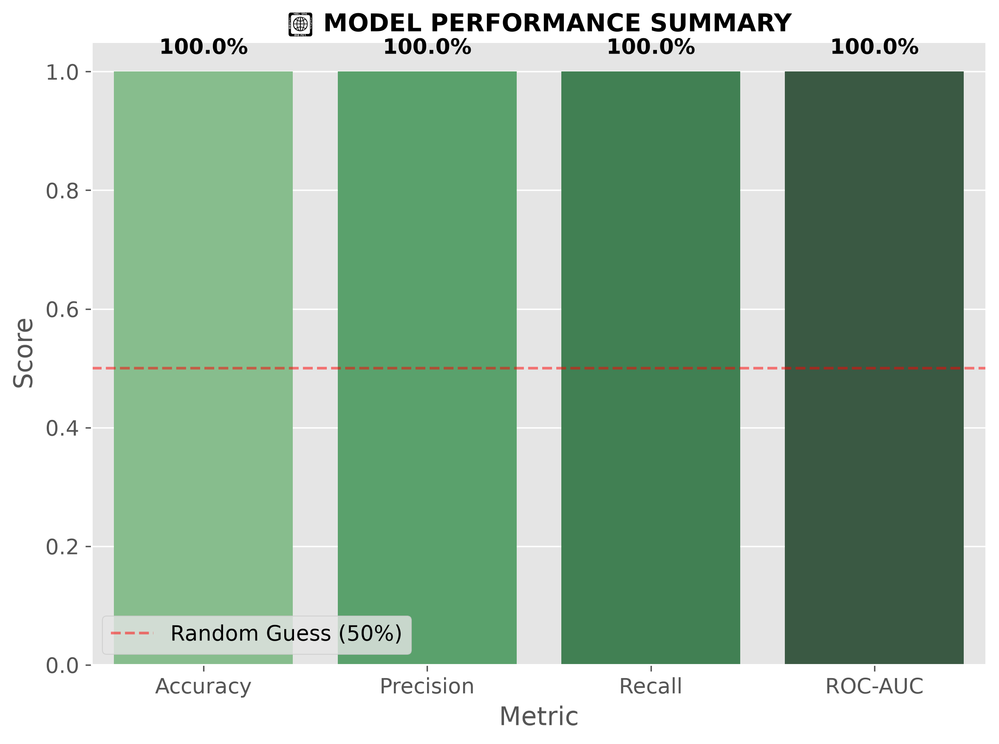 MODEL PERFORMANCE SUMMARY
100.0% 100.0% 100.0% 100.0%
1.0
0.8
0.6
0.4
0.2
0.0
Score
Random Guess (50%)
Accuracy Precision Recall ROC-AUC
Metric